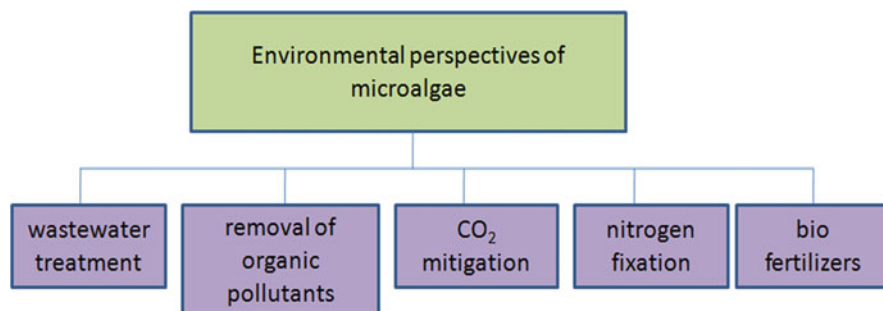 Environmental perspectives of
microalgae
wastewater
treatment
removal of
organic
pollutants
CO₂
mitigation
nitrogen
fixation
bio
fertilizers